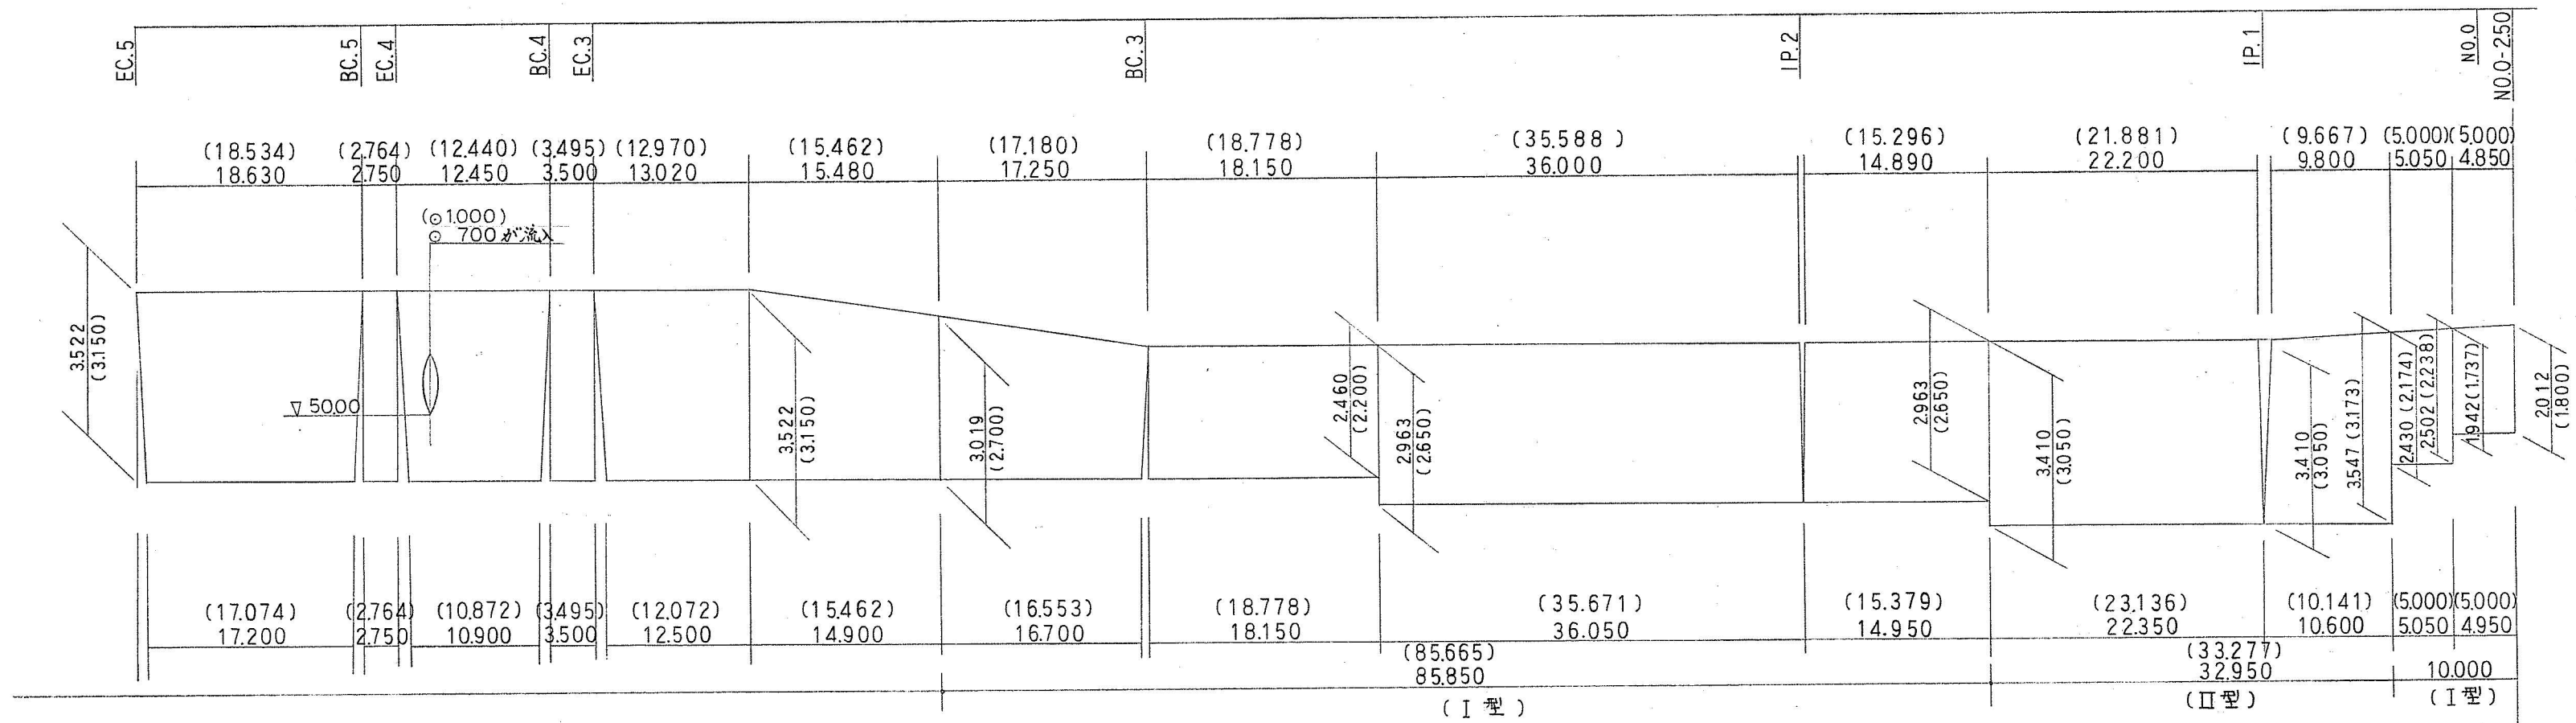 EC.5
BC.5
EC.4
BC.4
EC.3
BC.3
IP.2
IP.1
NO.0
NO.0-2.50
(18.534) (2.764) (12.440) (3.495) (12.970) (15.462) (17.180) (18.778) (35.588) (15.296) (21.881) (9.667) (5.000) (5.000)
18.630 2.750 12.450 3.500 13.020 15.480 17.250 18.150 36.000 14.890 22.200 9.800 5.050 4.850
(⊙1.000)
⊙ 700が流入
▽ 50.00
3.522
(3.150)
3.522
(3.150)
3.019
(2.700)
2.460
(2.200)
2.963
(2.650)
2.963
(2.650)
3.410
(3.050)
3.410
(3.050)
3.547 (3.173)
2.430 (2.174)
2.502 (2.238)
1.942 (1.737)
2.012
(1.800)
(17.074) (2.764) (10.872) (3.495) (12.072) (15.462) (16.553) (18.778) (35.671) (15.379) (23.136) (10.141) (5.000) (5.000)
17.200 2.750 10.900 3.500 12.500 14.900 16.700 18.150 36.050 14.950 22.350 10.600 5.050 4.950
(85.665) (33.277)
85.850 32.950 10.000
(I型) (II型) (I型)